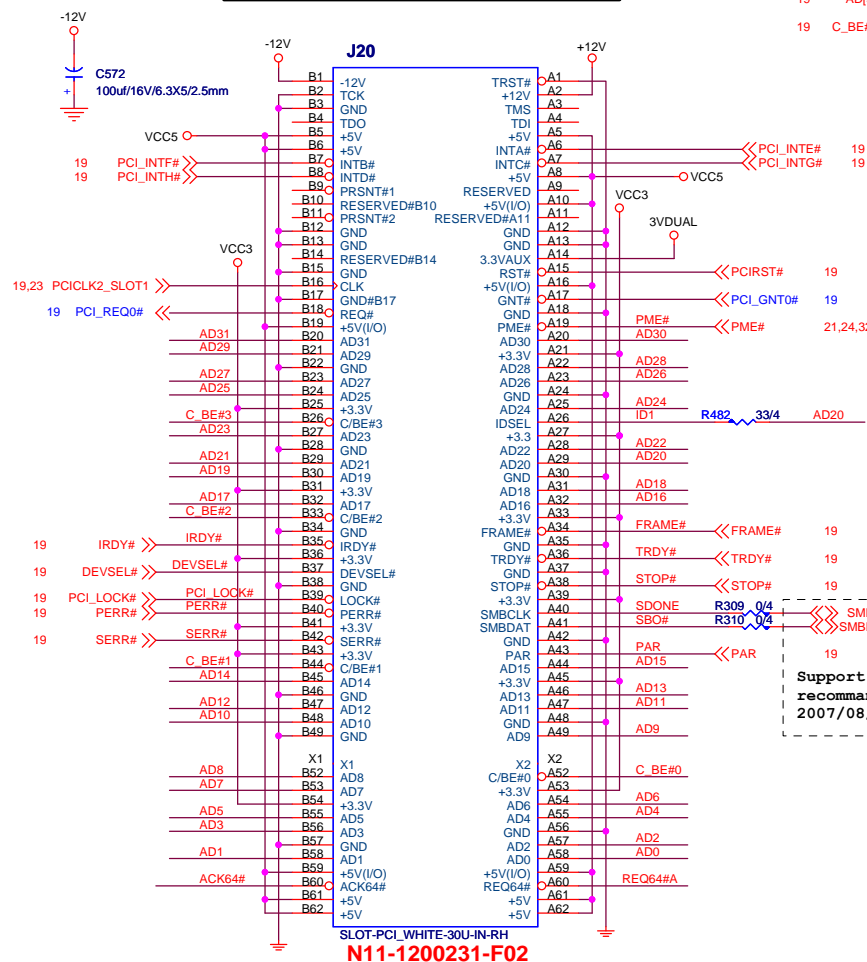 19 AD[
19 C_BE#
-12V
C572
100uf/16V/6.3X5/2.5mm
+
-12V
J20
+12V
B1 -12V TRST# A1
B2 TCK +12V A2
B3 GND TMS A3
B4 TDO TDI A4
VCC5 B5 +5V +5V A5
B6 +5V INTA# A6 PCI_INTE# 19
19 PCI_INTF# B7 INTB# INTC# A7 PCI_INTG# 19
19 PCI_INTH# B8 INTD# +5V A8 VCC5
B9 PRSNT#1 RESERVED A9
VCC3
B10 RESERVED#B10 +5V(I/O) A10
B11 PRSNT#2 RESERVED#A11 A11
3VDUAL
B12 GND GND A12
B13 GND GND A13
VCC3
B14 RESERVED#B14 3.3VAUX A14
B15 GND RST# A15 PCIRST# 19
19,23 PCICLK2_SLOT1 B16 CLK +5V(I/O) A16
B17 GND#B17 GNT# A17 PCI_GNT0# 19
19 PCI_REQ0# B18 REQ# GND A18
B19 +5V(I/O) PME# A19 PME# PME# 21,24,32
AD31 B20 AD31 AD30 A20 AD30
AD29 B21 AD29 +3.3V A21
B22 GND AD28 A22 AD28
AD27 B23 AD27 AD26 A23 AD26
AD25 B24 AD25 GND A24
B25 +3.3V AD24 A25 AD24
C_BE#3 B26 C/BE#3 IDSEL A26 ID1 R482 33/4 AD20
AD23 B27 AD23 +3.3 A27
B28 GND AD22 A28 AD22
AD21 B29 AD21 AD20 A29 AD20
AD19 B30 AD19 GND A30
B31 +3.3V AD18 A31 AD18
AD17 B32 AD17 AD16 A32 AD16
C_BE#2 B33 C/BE#2 +3.3V A33
B34 GND FRAME# A34 FRAME# FRAME# 19
19 IRDY# IRDY# B35 IRDY# GND A35
B36 +3.3V TRDY# A36 TRDY# TRDY# 19
19 DEVSEL# DEVSEL# B37 DEVSEL# GND A37
B38 GND STOP# A38 STOP# STOP# 19
19 PCI_LOCK# PCI_LOCK# B39 LOCK# +3.3V A39
19 PERR# PERR# B40 PERR# SMBCLK A40 SDONE R309 0/4 SM
B41 +3.3V SMBDAT A41 SBO# R310 0/4 SMB
19 SERR# SERR# B42 SERR# GND A42
B43 +3.3V PAR A43 PAR PAR 19
C_BE#1 B44 C/BE#1 AD15 A44 AD15
AD14 B45 AD14 +3.3V A45
Support
recomman
2007/08/
B46 GND AD13 A46 AD13
AD12 B47 AD12 AD11 A47 AD11
AD10 B48 AD10 GND A48
B49 GND AD9 A49 AD9
X1 X1 X2 X2
AD8 B52 AD8 C/BE#0 A52 C_BE#0
AD7 B53 AD7 +3.3V A53
B54 +3.3V AD6 A54 AD6
AD5 B55 AD5 AD4 A55 AD4
AD3 B56 AD3 GND A56
B57 GND AD2 A57 AD2
AD1 B58 AD1 AD0 A58 AD0
B59 +5V(I/O) +5V(I/O) A59
ACK64# B60 ACK64# REQ64# A60 REQ64#A
B61 +5V +5V A61
B62 +5V +5V A62
SLOT-PCI_WHITE-30U-IN-RH
N11-1200231-F02